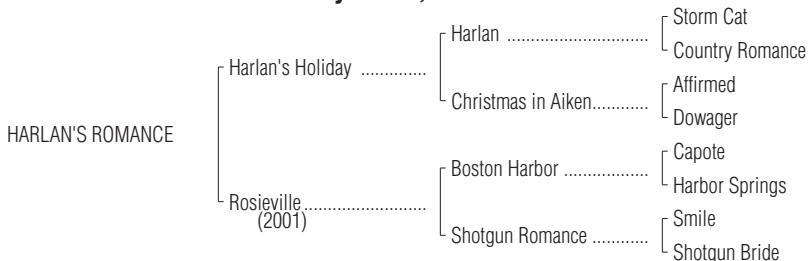 Storm Cat
Harlan ..............................
Country Romance
Harlan's Holiday ..............
Affirmed
Christmas in Aiken............
Dowager
HARLAN'S ROMANCE
Capote
Boston Harbor ..................
Harbor Springs
Rosieville..........................
(2001)
Smile
Shotgun Romance ............
Shotgun Bride